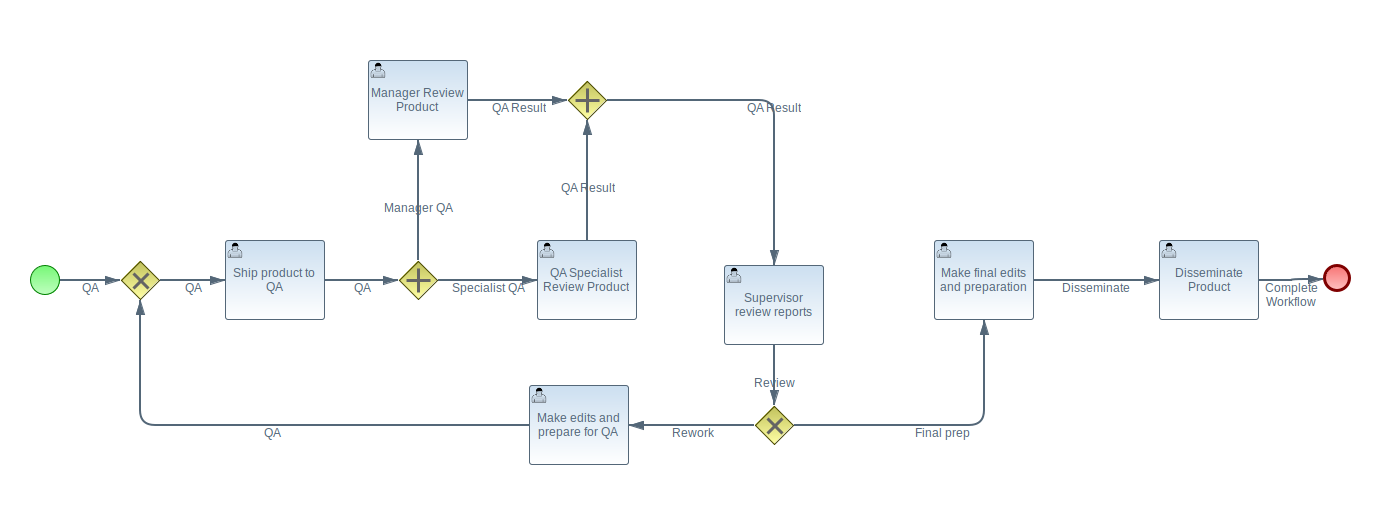 Manager Review
Product
QA Result
QA Result
QA Result
Manager QA
QA
QA
Ship product to
QA
QA
Specialist QA
QA Specialist
Review Product
Supervisor
review reports
Make final edits
and preparation
Disseminate
Disseminate
Product
Complete
Workflow
Review
QA
Make edits and
prepare for QA
Rework
Final prep